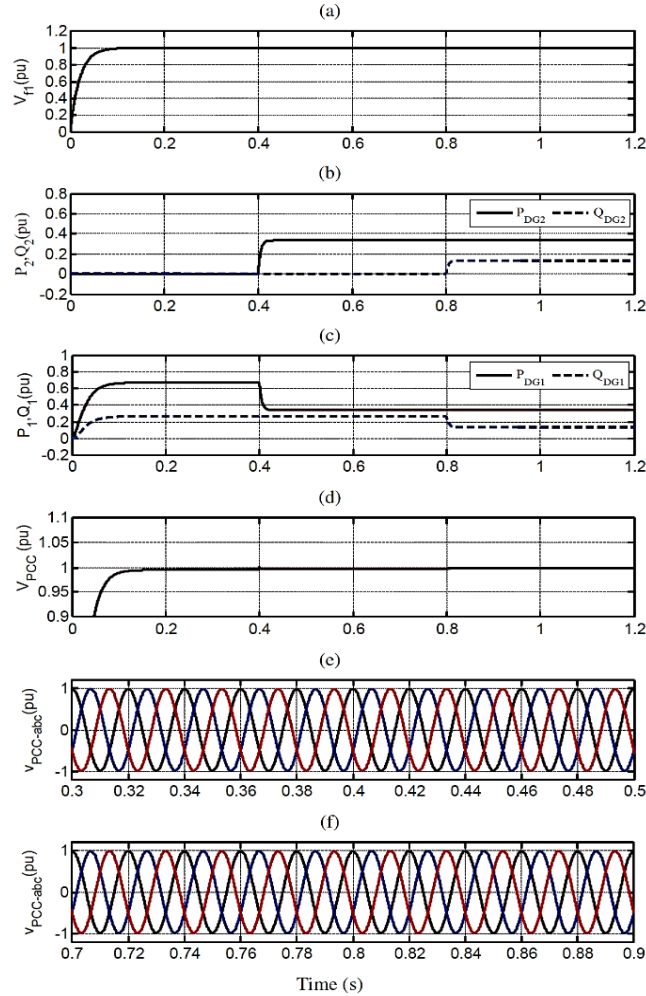 (a)
V_f1(pu)
1.2
1
0.8
0.6
0.4
0.2
0
0 0.2 0.4 0.6 0.8 1 1.2
(b)
P_2,Q_2(pu)
0.8
0.6
0.4
0.2
0
-0.2
P_DG2 Q_DG2
0 0.2 0.4 0.6 0.8 1 1.2
(c)
P_1,Q_1(pu)
1
0.8
0.6
0.4
0.2
0
-0.2
P_DG1 Q_DG1
0 0.2 0.4 0.6 0.8 1 1.2
(d)
V_PCC (pu)
1.1
1.05
1
0.95
0.9
0 0.2 0.4 0.6 0.8 1 1.2
(e)
v_PCC-abc(pu)
1
0
-1
0.3 0.32 0.34 0.36 0.38 0.4 0.42 0.44 0.46 0.48 0.5
(f)
v_PCC-abc(pu)
1
0
-1
0.7 0.72 0.74 0.76 0.78 0.8 0.82 0.84 0.86 0.88 0.9
Time (s)